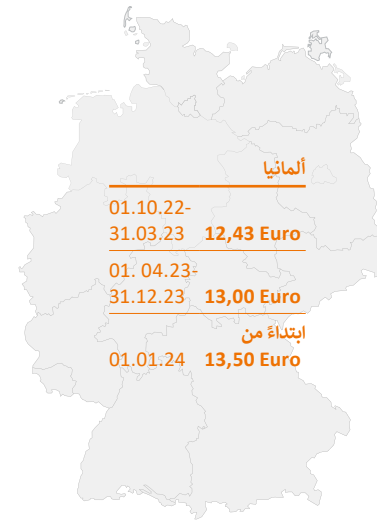 ألمانيا
01.10.22-
31.03.23 12,43 Euro
01. 04.23-
31.12.23 13,00 Euro
ابتداءً من
01.01.24 13,50 Euro